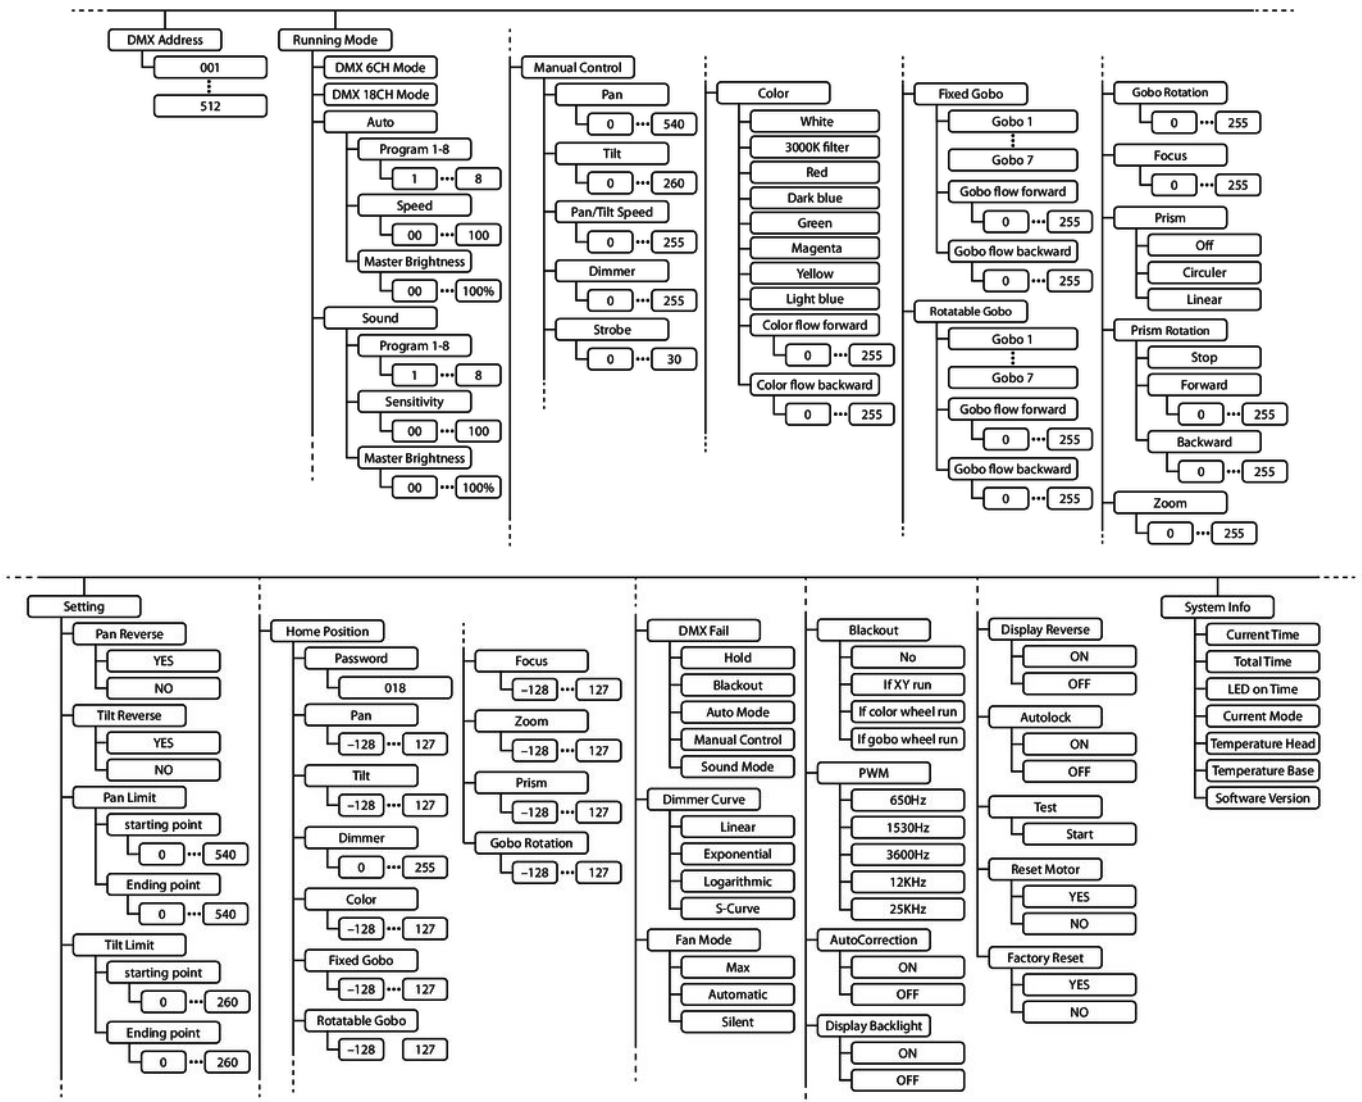 DMX Address
001
512
Running Mode
DMX 6CH Mode
DMX 18CH Mode
Auto
Program 1-8
1 ••• 8
Speed
00 ••• 100
Master Brightness
00 ••• 100%
Sound
Program 1-8
1 ••• 8
Sensitivity
00 ••• 100
Master Brightness
00 ••• 100%
Manual Control
Pan
0 ••• 540
Tilt
0 ••• 260
Pan/Tilt Speed
0 ••• 255
Dimmer
0 ••• 255
Strobe
0 ••• 30
Color
White
3000K filter
Red
Dark blue
Green
Magenta
Yellow
Light blue
Color flow forward
0 ••• 255
Color flow backward
0 ••• 255
Fixed Gobo
Gobo 1
Gobo 7
Gobo flow forward
0 ••• 255
Gobo flow backward
0 ••• 255
Rotatable Gobo
Gobo 1
Gobo 7
Gobo flow forward
0 ••• 255
Gobo flow backward
0 ••• 255
Gobo Rotation
0 ••• 255
Focus
0 ••• 255
Prism
Off
Circuler
Linear
Prism Rotation
Stop
Forward
0 ••• 255
Backward
0 ••• 255
Zoom
0 ••• 255
Setting
Pan Reverse
YES
NO
Tilt Reverse
YES
NO
Pan Limit
starting point
0 ••• 540
Ending point
0 ••• 540
Tilt Limit
starting point
0 ••• 260
Ending point
0 ••• 260
Home Position
Password
018
Pan
–128 ••• 127
Tilt
–128 ••• 127
Dimmer
0 ••• 255
Color
–128 ••• 127
Fixed Gobo
–128 ••• 127
Rotatable Gobo
–128 127
Focus
–128 ••• 127
Zoom
–128 ••• 127
Prism
–128 ••• 127
Gobo Rotation
–128 ••• 127
DMX Fail
Hold
Blackout
Auto Mode
Manual Control
Sound Mode
Dimmer Curve
Linear
Exponential
Logarithmic
S-Curve
Fan Mode
Max
Automatic
Silent
Blackout
No
If XY run
If color wheel run
If gobo wheel run
PWM
650Hz
1530Hz
3600Hz
12KHz
25KHz
AutoCorrection
ON
OFF
Display Backlight
ON
OFF
Display Reverse
ON
OFF
Autolock
ON
OFF
Test
Start
Reset Motor
YES
NO
Factory Reset
YES
NO
System Info
Current Time
Total Time
LED on Time
Current Mode
Temperature Head
Temperature Base
Software Version